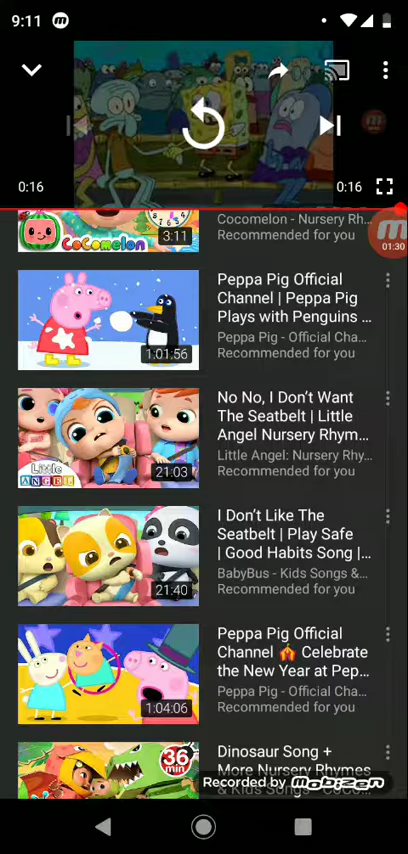 9:11
0:16
0:16
01:30
CoComelon
3:11
Cocomelon - Nursery Rh...
Recommended for you
Peppa Pig Official
Channel | Peppa Pig
Plays with Penguins ...
Peppa Pig - Official Cha...
Recommended for you
1:01:56
No No, I Don't Want
The Seatbelt | Little
Angel Nursery Rhym...
Little Angel: Nursery Rhy...
Recommended for you
Little
ANGEL
21:03
I Don't Like The
Seatbelt | Play Safe
| Good Habits Song |...
BabyBus - Kids Songs &...
Recommended for you
21:40
Peppa Pig Official
Channel 🎪 Celebrate
the New Year at Pep...
Peppa Pig - Official Cha...
Recommended for you
1:04:06
36
min
Dinosaur Song +
More Nursery Rhymes
& Kids Songs - CoCo...
Recorded by Mobizen